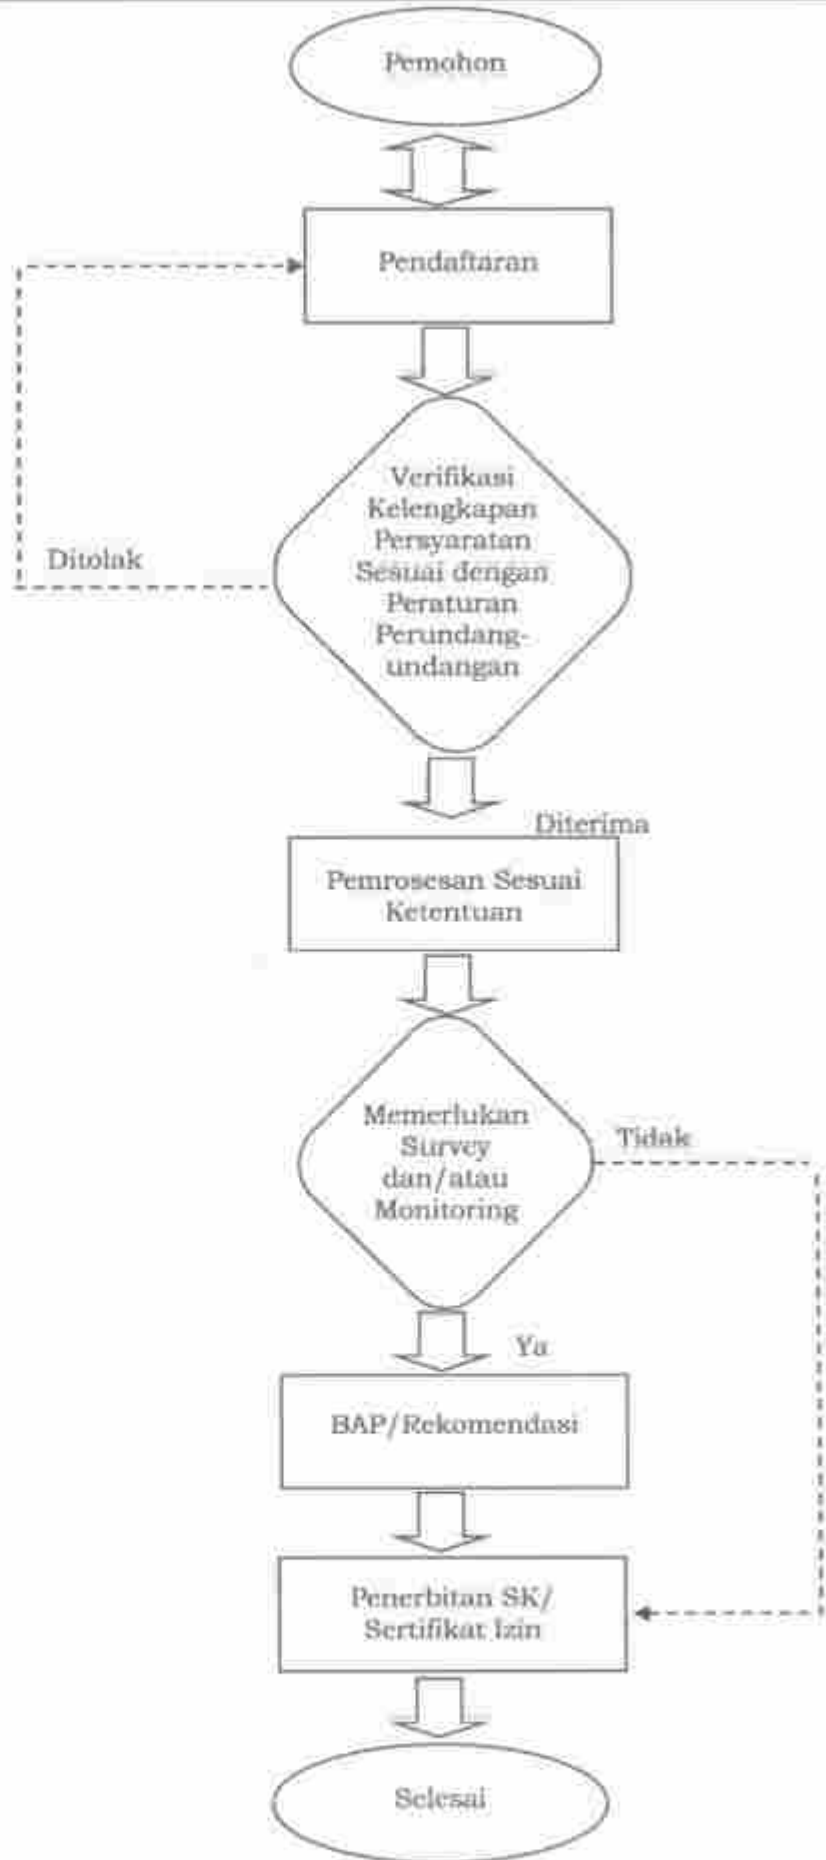 Pemohon
Pendaftaran
Verifikasi
Kelengkapan
Persyaratan
Sesuai dengan
Peraturan
Perundang-
undangan
Ditolak
Diterima
Pemrosesan Sesuai
Ketentuan
Memerlukan
Survey
dan/atau
Monitoring
Tidak
Ya
BAP/Rekomendasi
Penerbitan SK/
Sertifikat Izin
Selesai